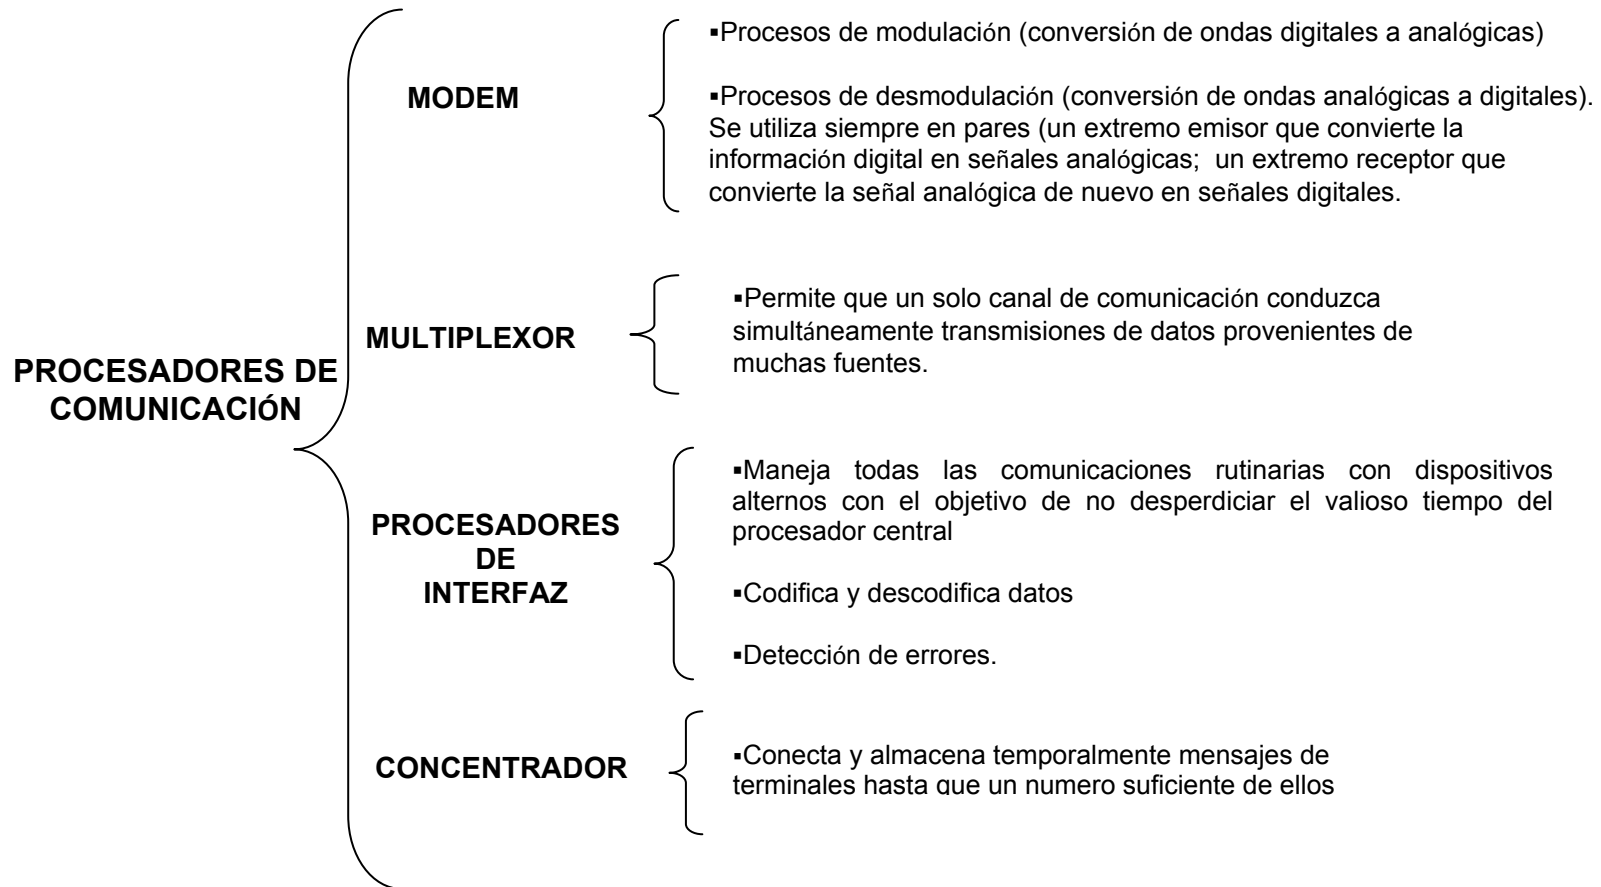 PROCESADORES DE
COMUNICACIÓN
MODEM
▪Procesos de modulación (conversión de ondas digitales a analógicas)
▪Procesos de desmodulación (conversión de ondas analógicas a digitales).
Se utiliza siempre en pares (un extremo emisor que convierte la
información digital en señales analógicas;  un extremo receptor que
convierte la señal analógica de nuevo en señales digitales.
MULTIPLEXOR
▪Permite que un solo canal de comunicación conduzca
simultáneamente transmisiones de datos provenientes de
muchas fuentes.
PROCESADORES
DE
INTERFAZ
▪Maneja todas las comunicaciones rutinarias con dispositivos
alternos con el objetivo de no desperdiciar el valioso tiempo del
procesador central
▪Codifica y descodifica datos
▪Detección de errores.
CONCENTRADOR
▪Conecta y almacena temporalmente mensajes de
terminales hasta que un numero suficiente de ellos